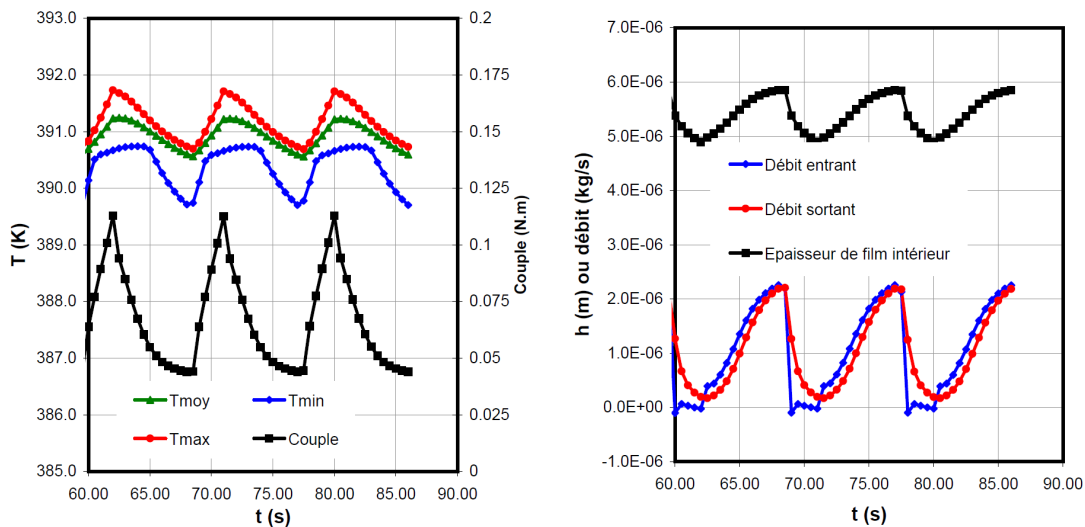 393.0
392.0
391.0
390.0
389.0
388.0
387.0
386.0
385.0
T (K)
0.2
0.175
0.15
0.125
0.1
0.075
0.05
0.025
0
Couple (N.m)
Tmoy
Tmin
Tmax
Couple
60.00 65.00 70.00 75.00 80.00 85.00 90.00
t (s)
7.0E-06
6.0E-06
5.0E-06
4.0E-06
3.0E-06
2.0E-06
1.0E-06
0.0E+00
-1.0E-06
h (m) ou débit (kg/s)
Débit entrant
Débit sortant
Epaisseur de film intérieur
60.00 65.00 70.00 75.00 80.00 85.00 90.00
t (s)